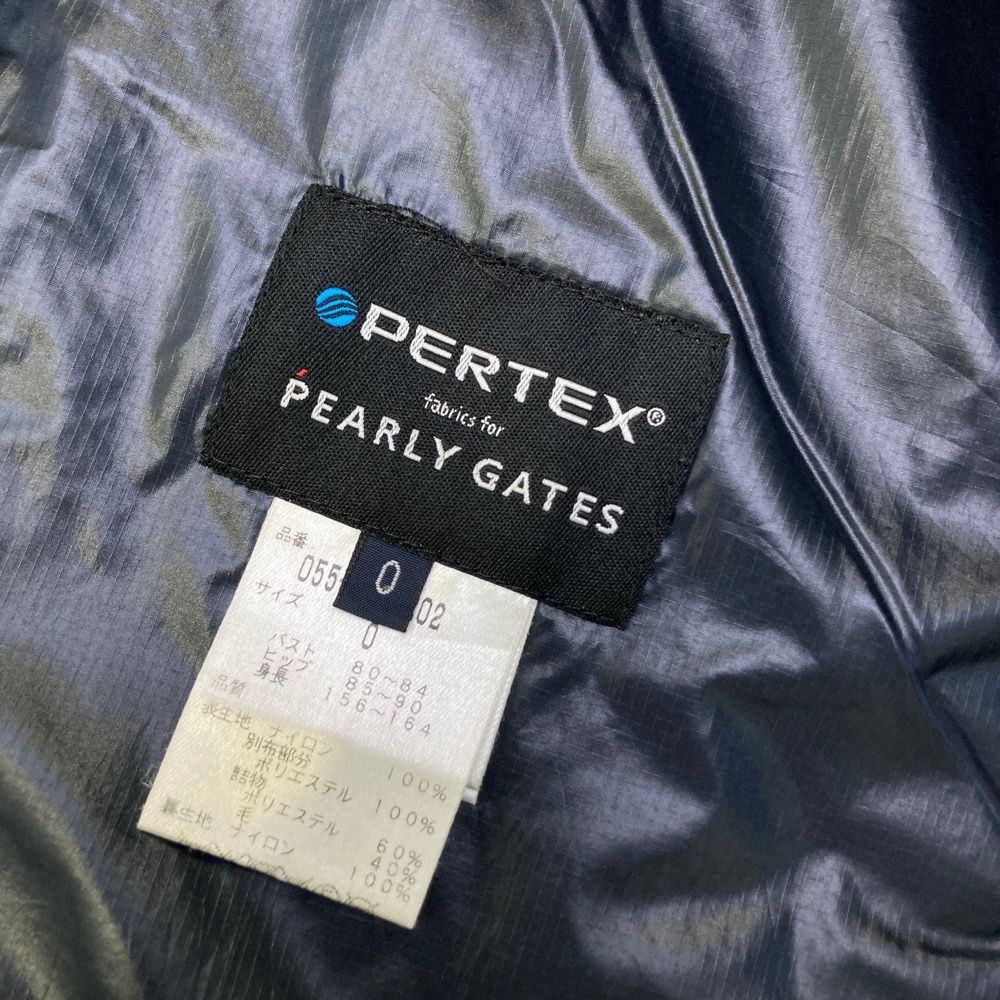 PERTEX®
fabrics for
PEARLY GATES
0
品番
055 02
サイズ 0
バスト 80～84
ヒップ 85～90
身長 156～164
品質
表生地 ナイロン 100%
別布部分
ポリエステル 100%
詰物
ポリエステル 60%
毛 40%
裏生地 ナイロン 100%